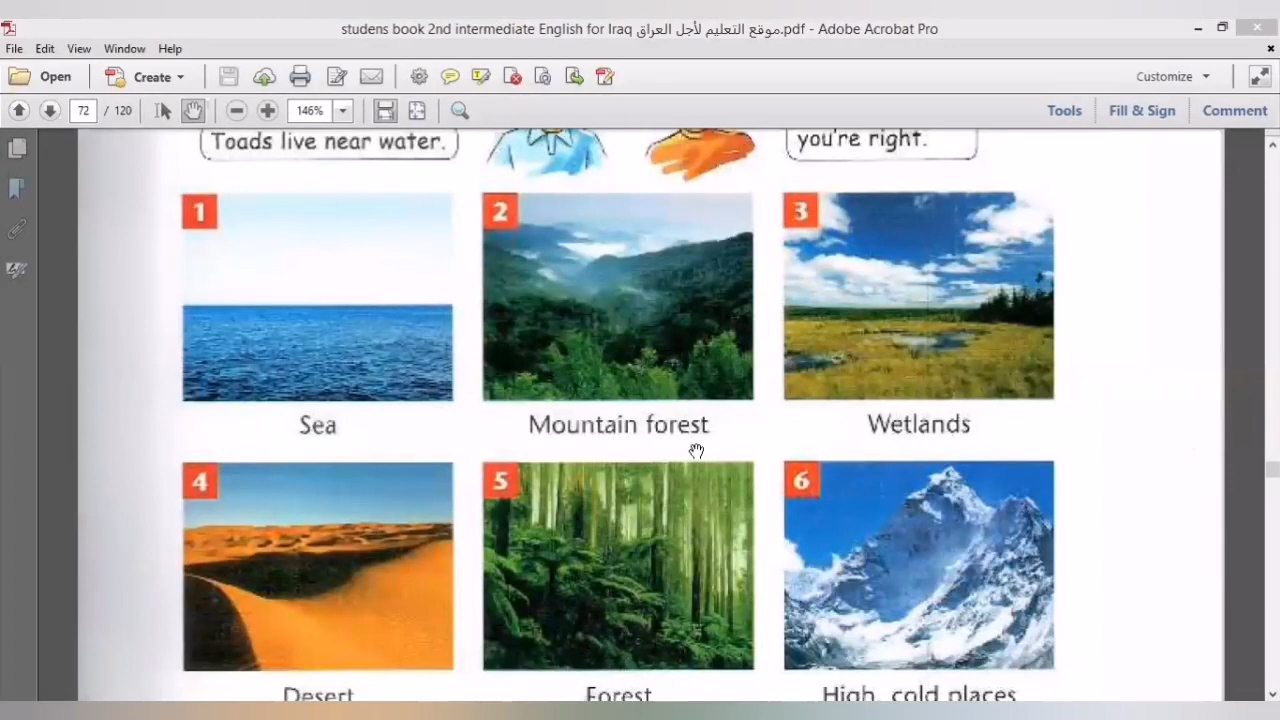 studens book 2nd intermediate English for Iraq موقع التعليم لأجل العراق.pdf - Adobe Acrobat Pro
File Edit View Window Help
Open Create Customize
72 / 120 146% Tools Fill & Sign Comment
Toads live near water.
you're right.
1 2 3
Sea Mountain forest Wetlands
4 5 6
Desert Forest High, cold places